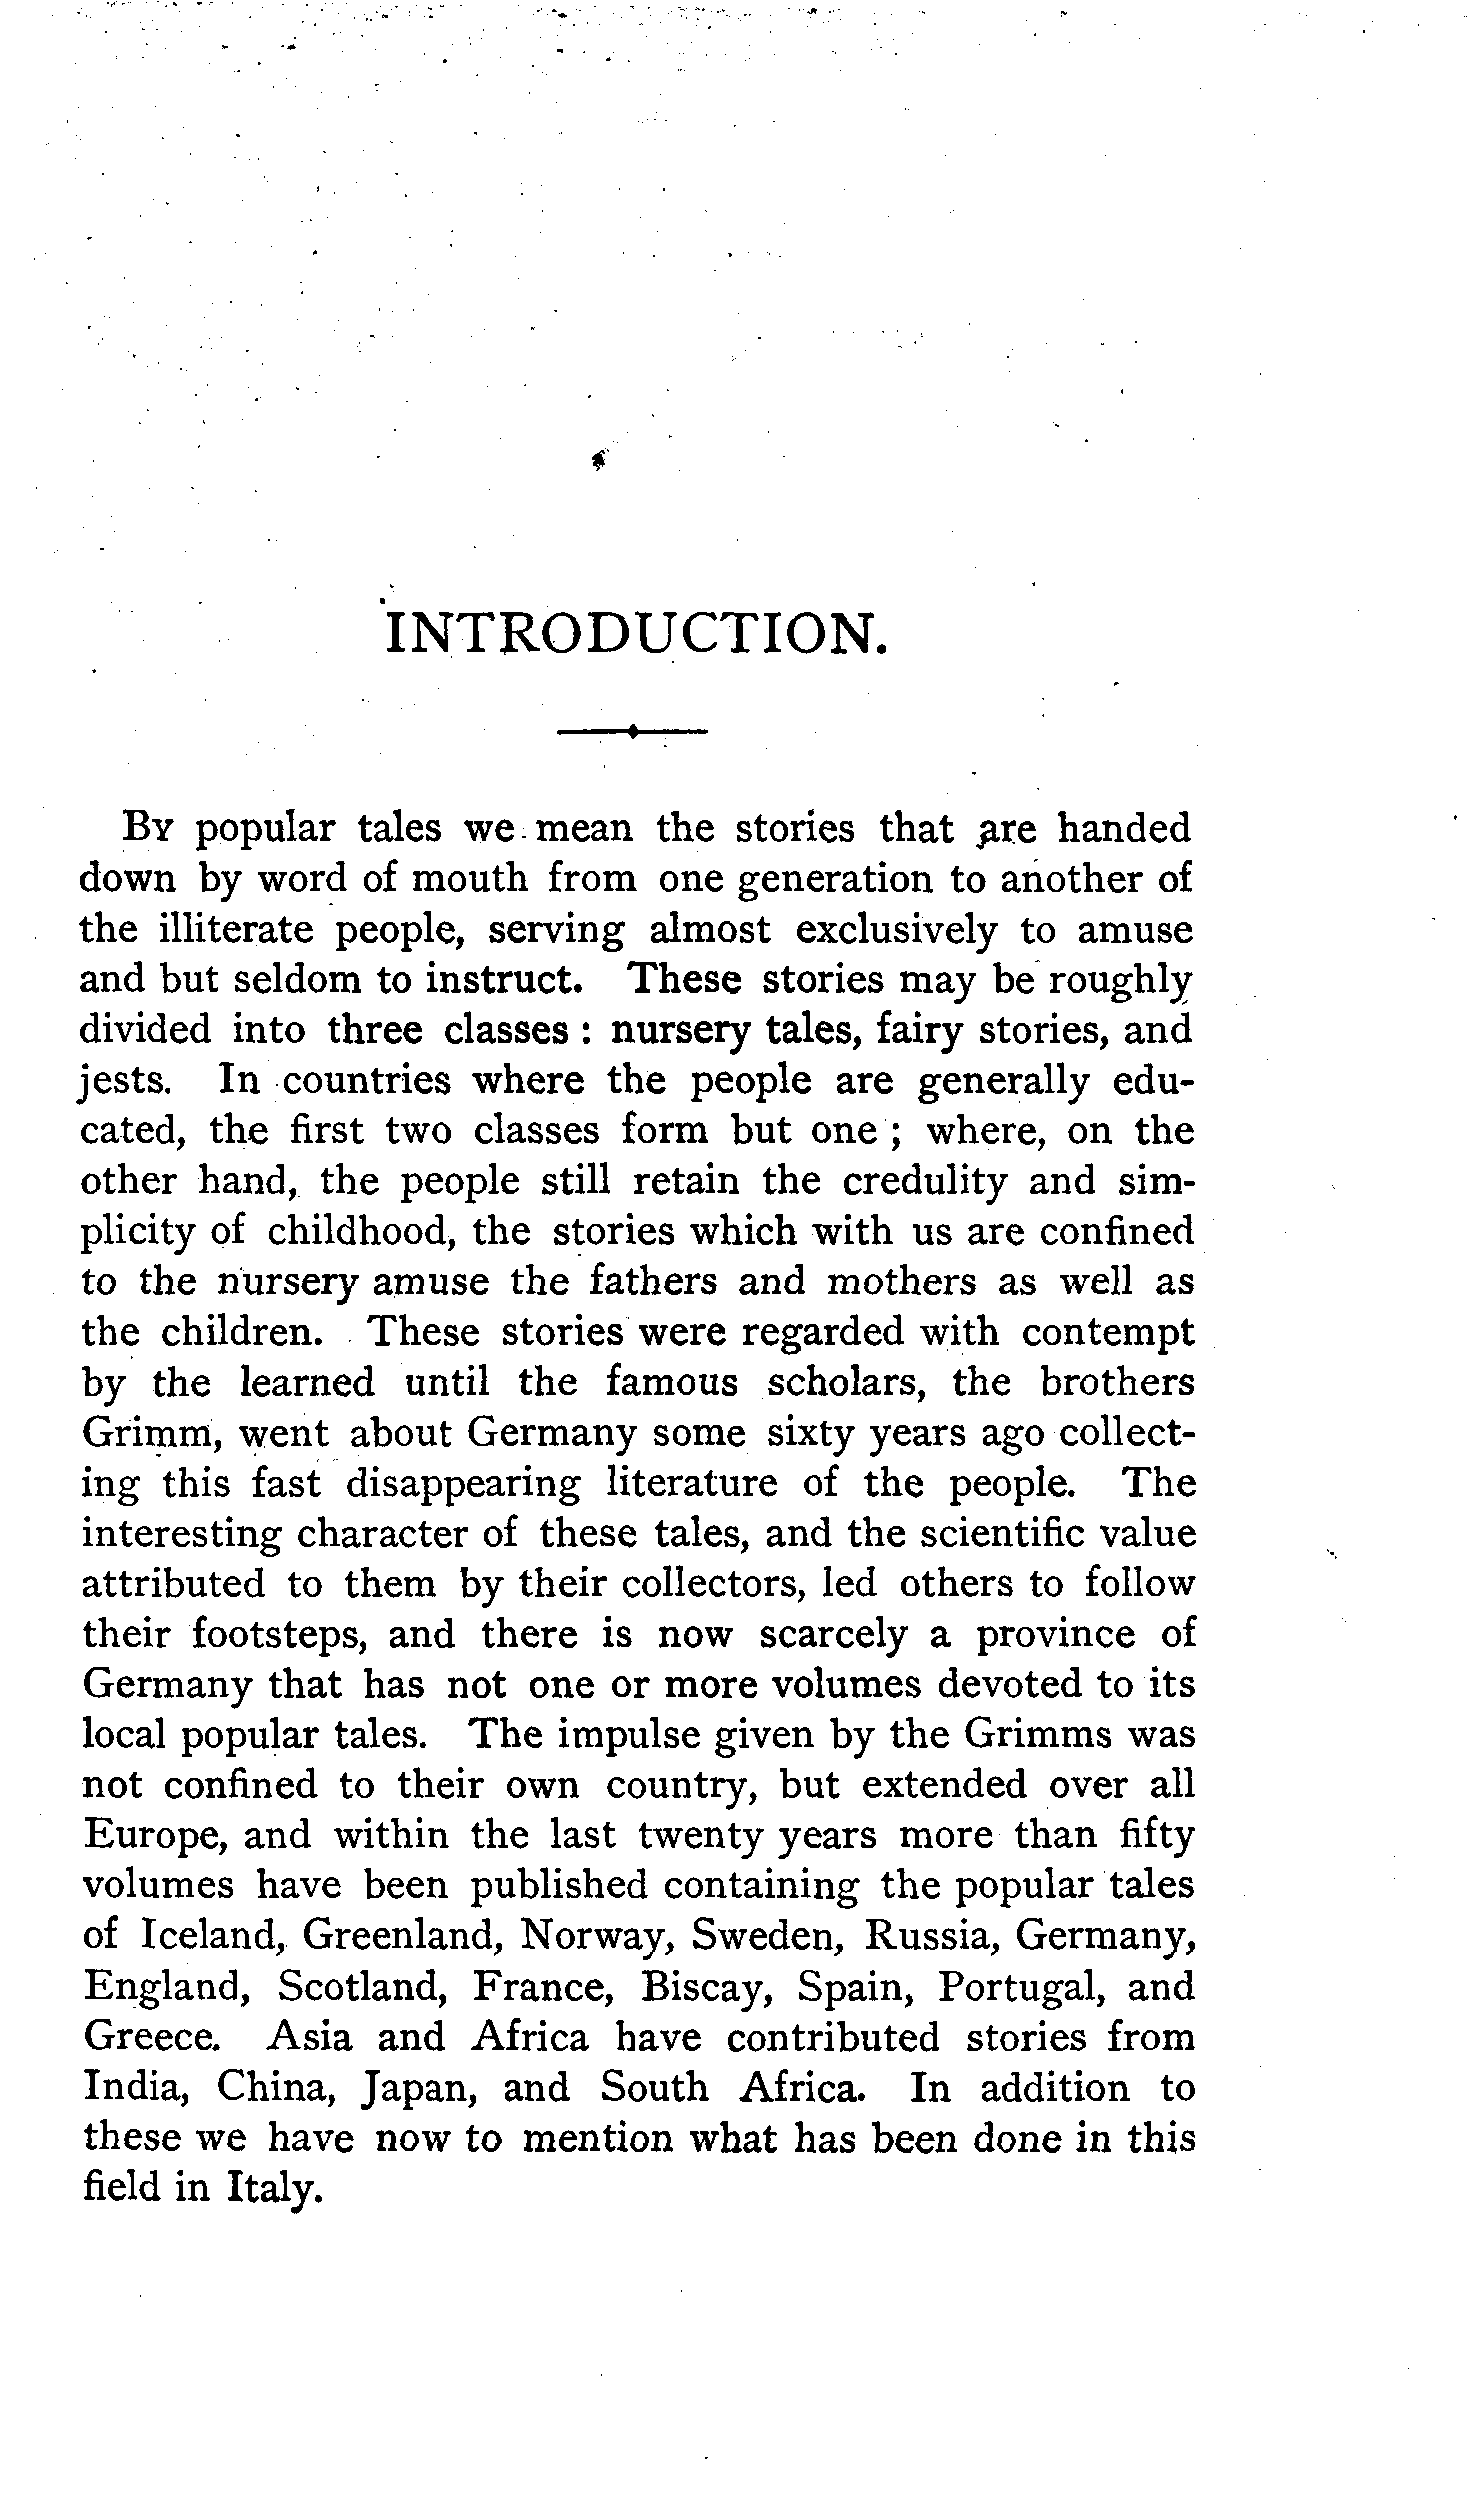 INTRODUCTION.
By popular tales we mean the stories that are handed
down by word of mouth from one generation to another of
the illiterate people, serving almost exclusively to amuse
and but seldom to instruct. These stories may be roughly
divided into three classes : nursery tales, fairy stories, and
jests. In countries where the people are generally edu-
cated, the first two classes form but one ; where, on the
other hand, the people still retain the credulity and sim-
plicity of childhood, the stories which with us are confined
to the nursery amuse the fathers and mothers as well as
the children. These stories were regarded with contempt
by the learned until the famous scholars, the brothers
Grimm, went about Germany some sixty years ago collect-
ing this fast disappearing literature of the people. The
interesting character of these tales, and the scientific value
attributed to them by their collectors, led others to follow
their footsteps, and there is now scarcely a province of
Germany that has not one or more volumes devoted to its
local popular tales. The impulse given by the Grimms was
not confined to their own country, but extended over all
Europe, and within the last twenty years more than fifty
volumes have been published containing the popular tales
of Iceland, Greenland, Norway, Sweden, Russia, Germany,
England, Scotland, France, Biscay, Spain, Portugal, and
Greece. Asia and Africa have contributed stories from
India, China, Japan, and South Africa. In addition to
these we have now to mention what has been done in this
field in Italy.